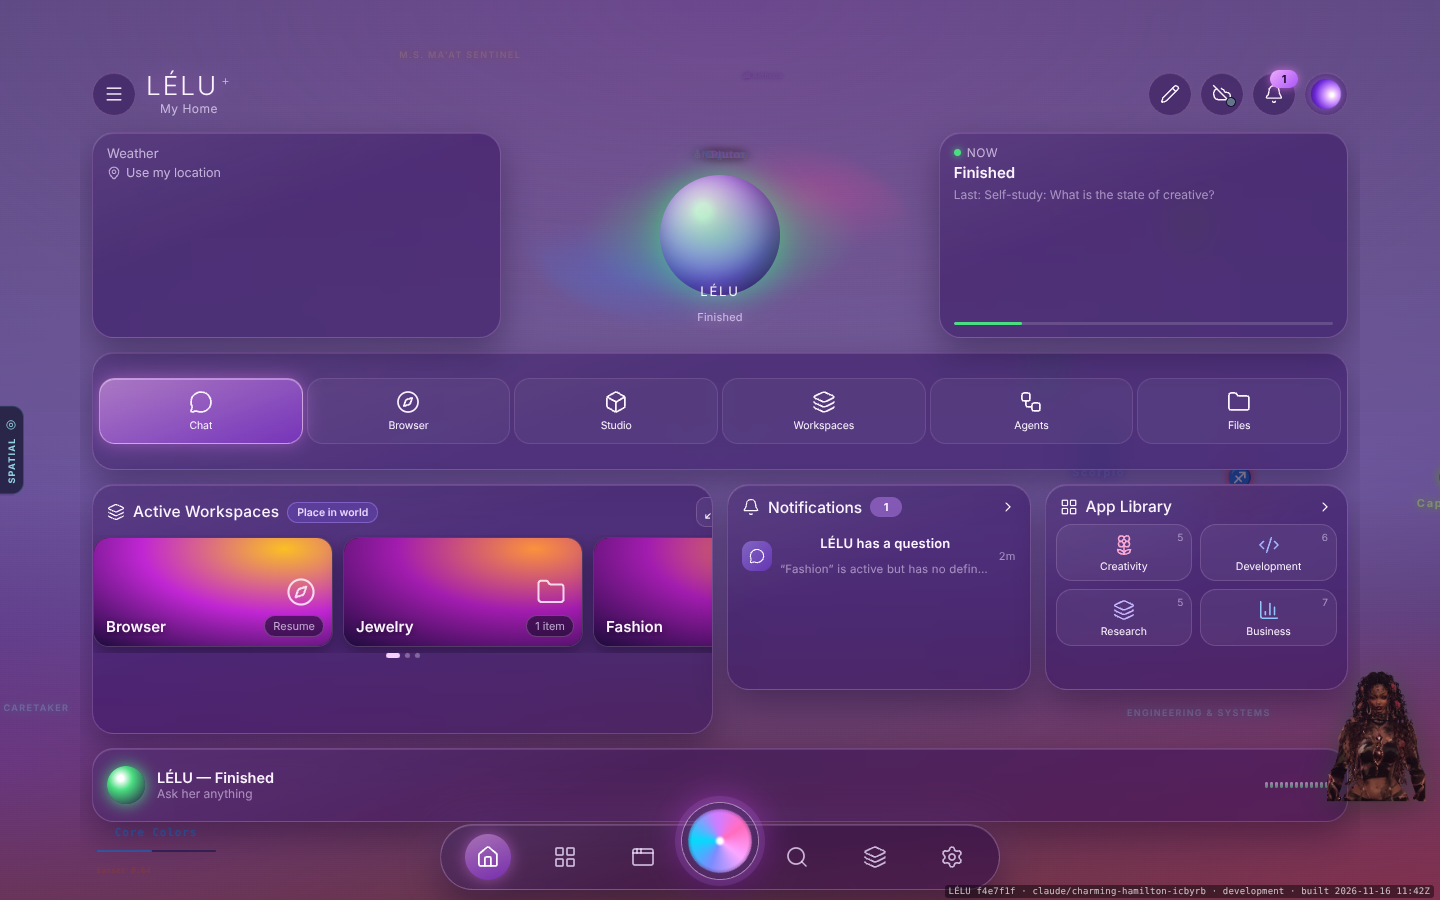 M.S. MA'AT SENTINEL
LÉLU +
My Home
1
Weather
Use my location
LÉLU
Finished
NOW
Finished
Last: Self-study: What is the state of creative?
Chat
Browser
Studio
Workspaces
Agents
Files
SPATIAL
Active Workspaces
Place in world
Browser
Resume
Jewelry
1 item
Fashion
Notifications
1
LÉLU has a question
2m
“Fashion” is active but has no defin...
App Library
Creativity
5
Development
6
Research
5
Business
7
Cap
CARETAKER
ENGINEERING & SYSTEMS
LÉLU — Finished
Ask her anything
Core Colors
LÉLU f4e7f1f · claude/charming-hamilton-icbyrb · development · built 2026-11-16 11:42Z